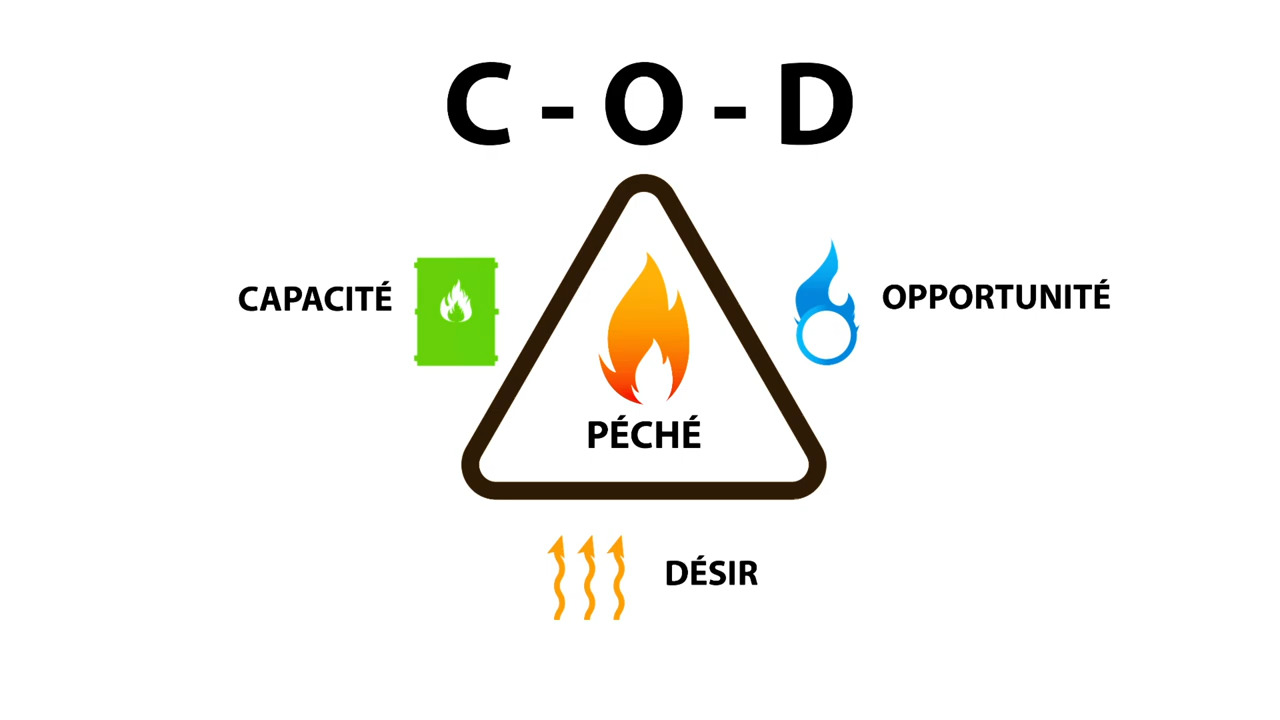 C - O - D
CAPACITÉ
OPPORTUNITÉ
PÉCHÉ
DÉSIR